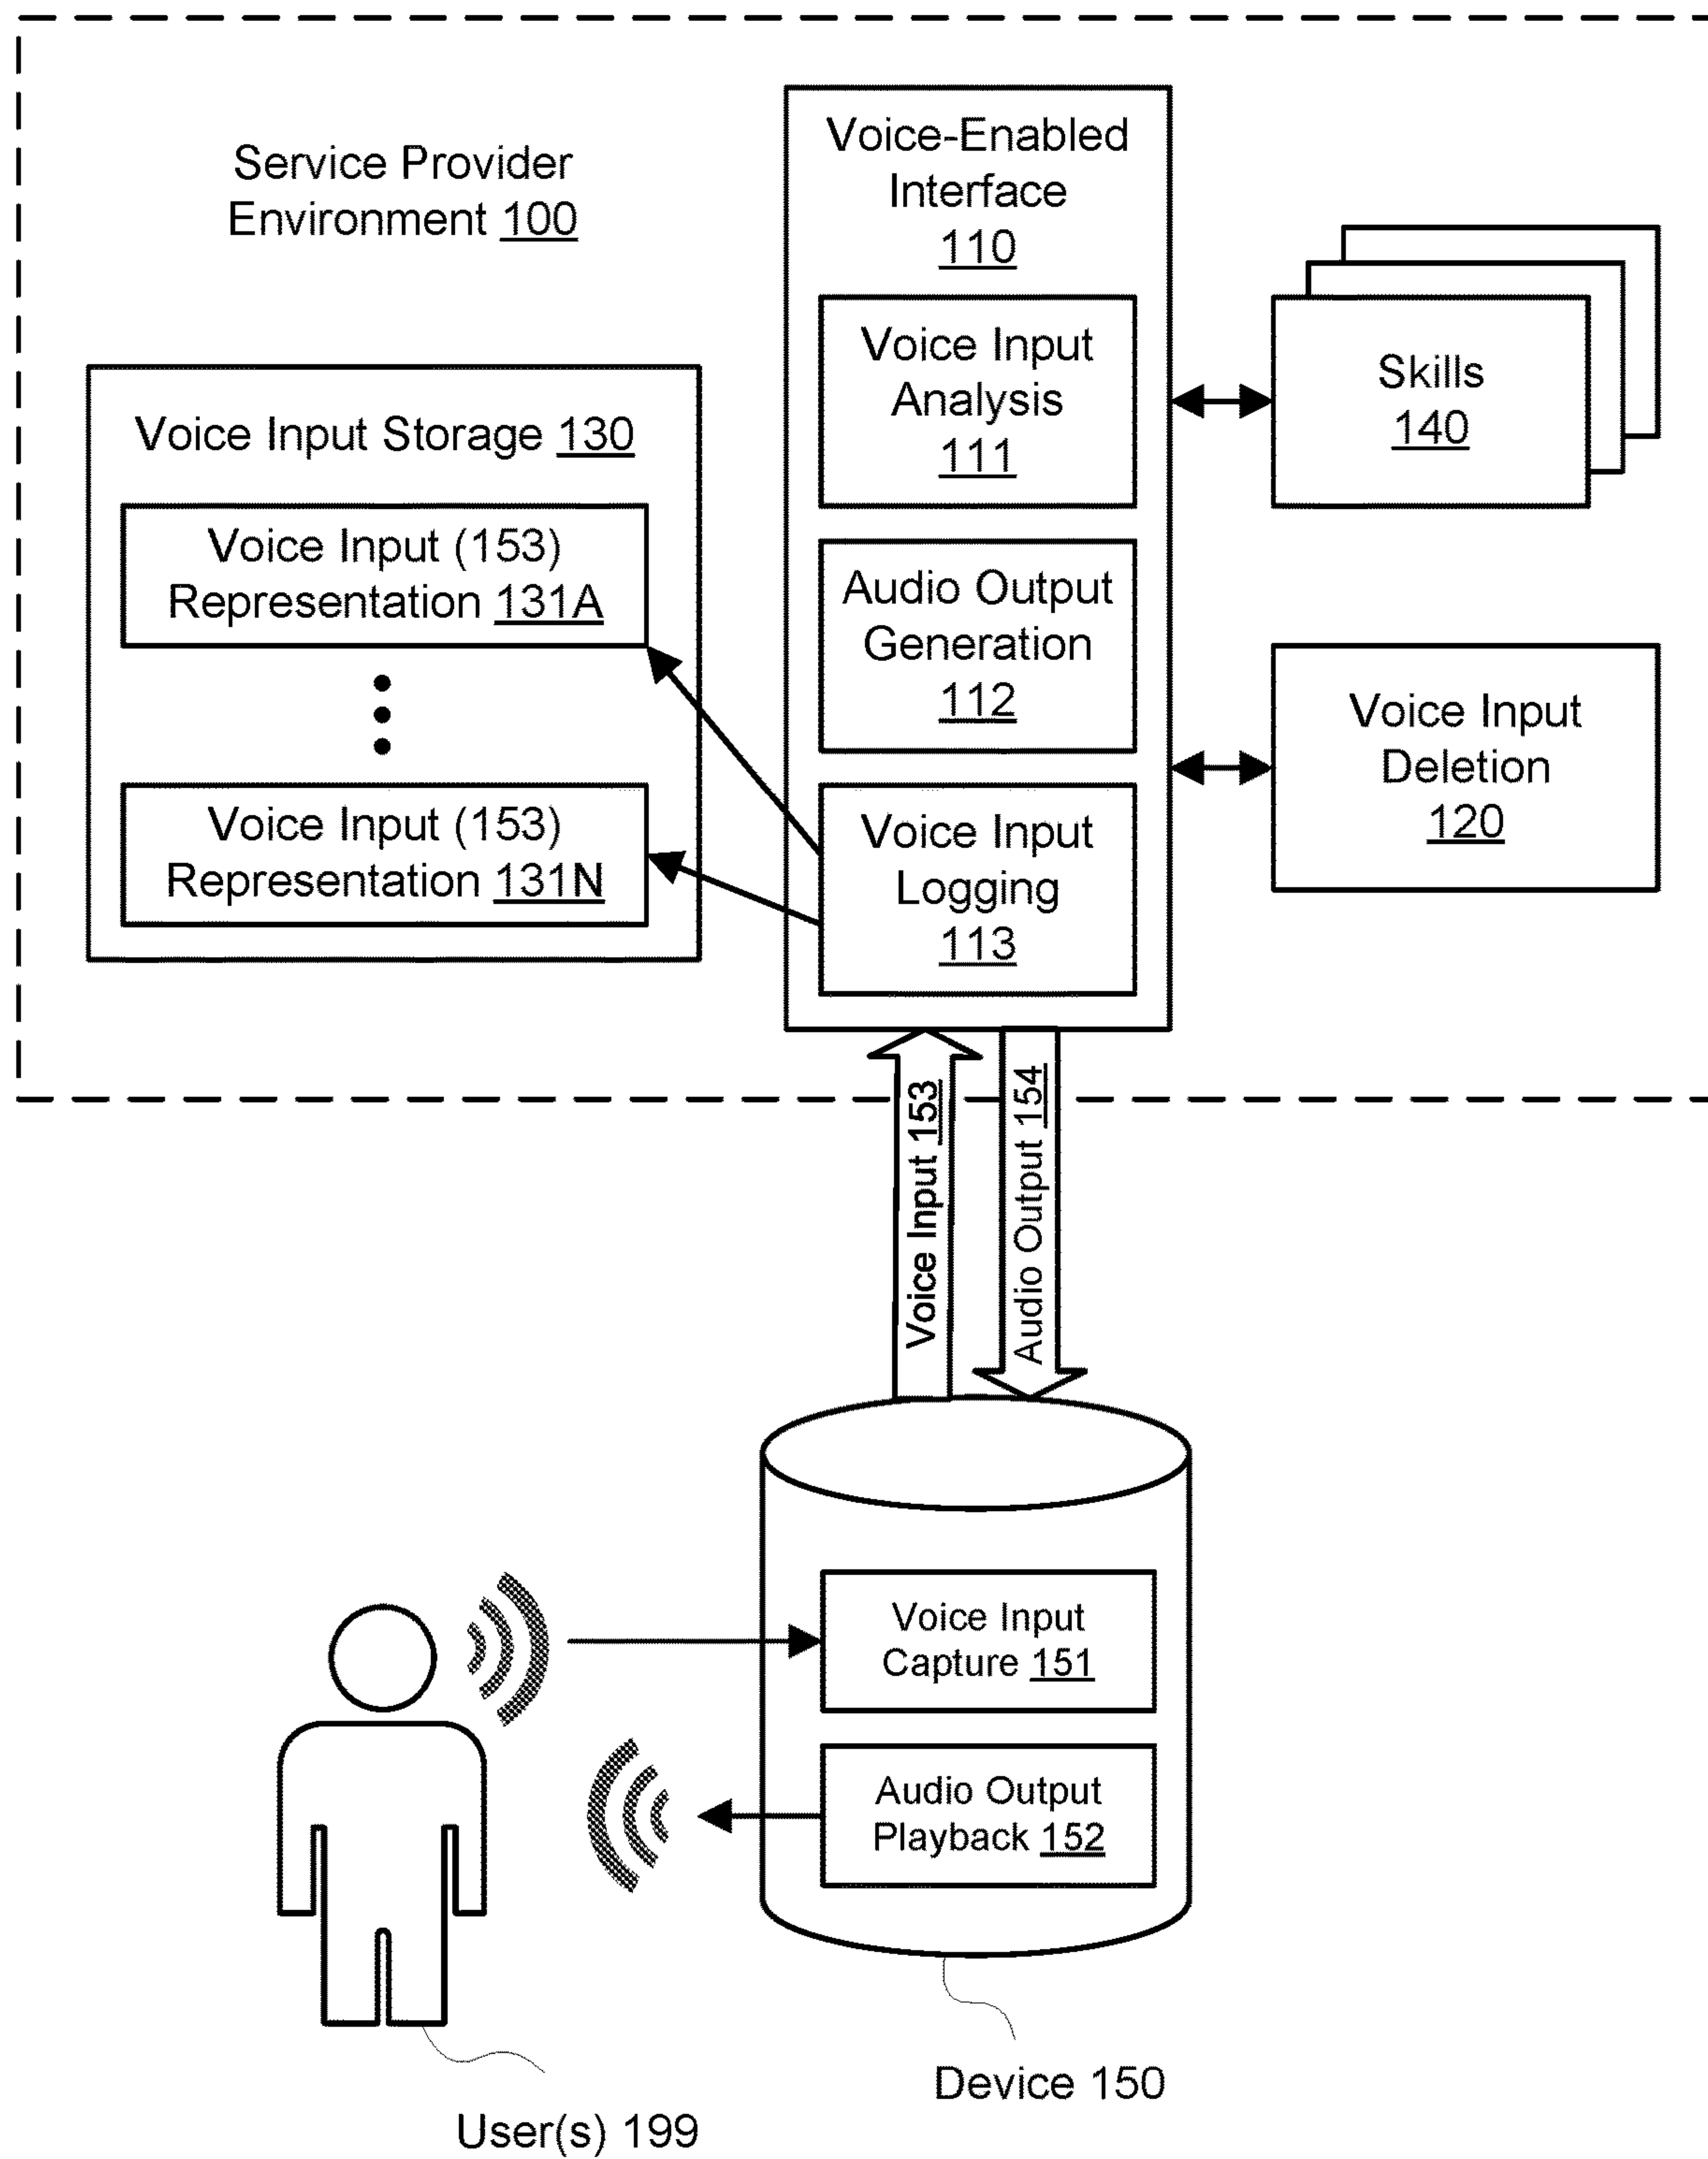 Service Provider
Environment 100
Voice-Enabled
Interface
110
Voice Input
Analysis
111
Audio Output
Generation
112
Voice Input
Logging
113
Skills
140
Voice Input
Deletion
120
Voice Input Storage 130
Voice Input (153)
Representation 131A
Voice Input (153)
Representation 131N
Voice Input 153
Audio Output 154
Voice Input
Capture 151
Audio Output
Playback 152
Device 150
User(s) 199